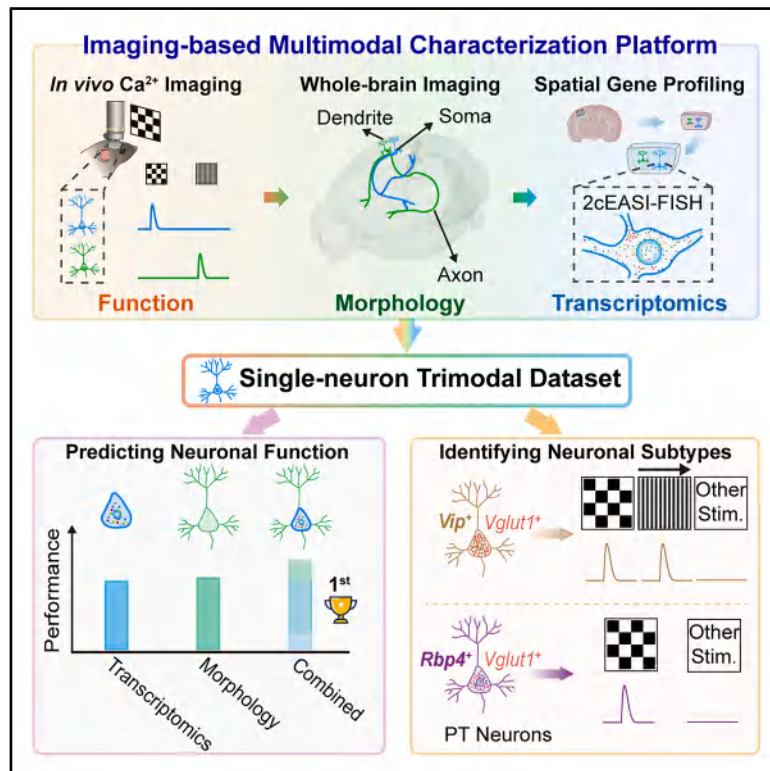 Imaging-based Multimodal Characterization Platform
In vivo Ca²⁺ Imaging
Whole-brain Imaging
Spatial Gene Profiling
Dendrite
Soma
2cEASI-FISH
Axon
Function
Morphology
Transcriptomics
Single-neuron Trimodal Dataset
Predicting Neuronal Function
Performance
1st
Transcriptomics
Morphology
Combined
Identifying Neuronal Subtypes
Vip⁺
Vglut1⁺
Other
Stim.
Rbp4⁺
Vglut1⁺
Other
Stim.
PT Neurons